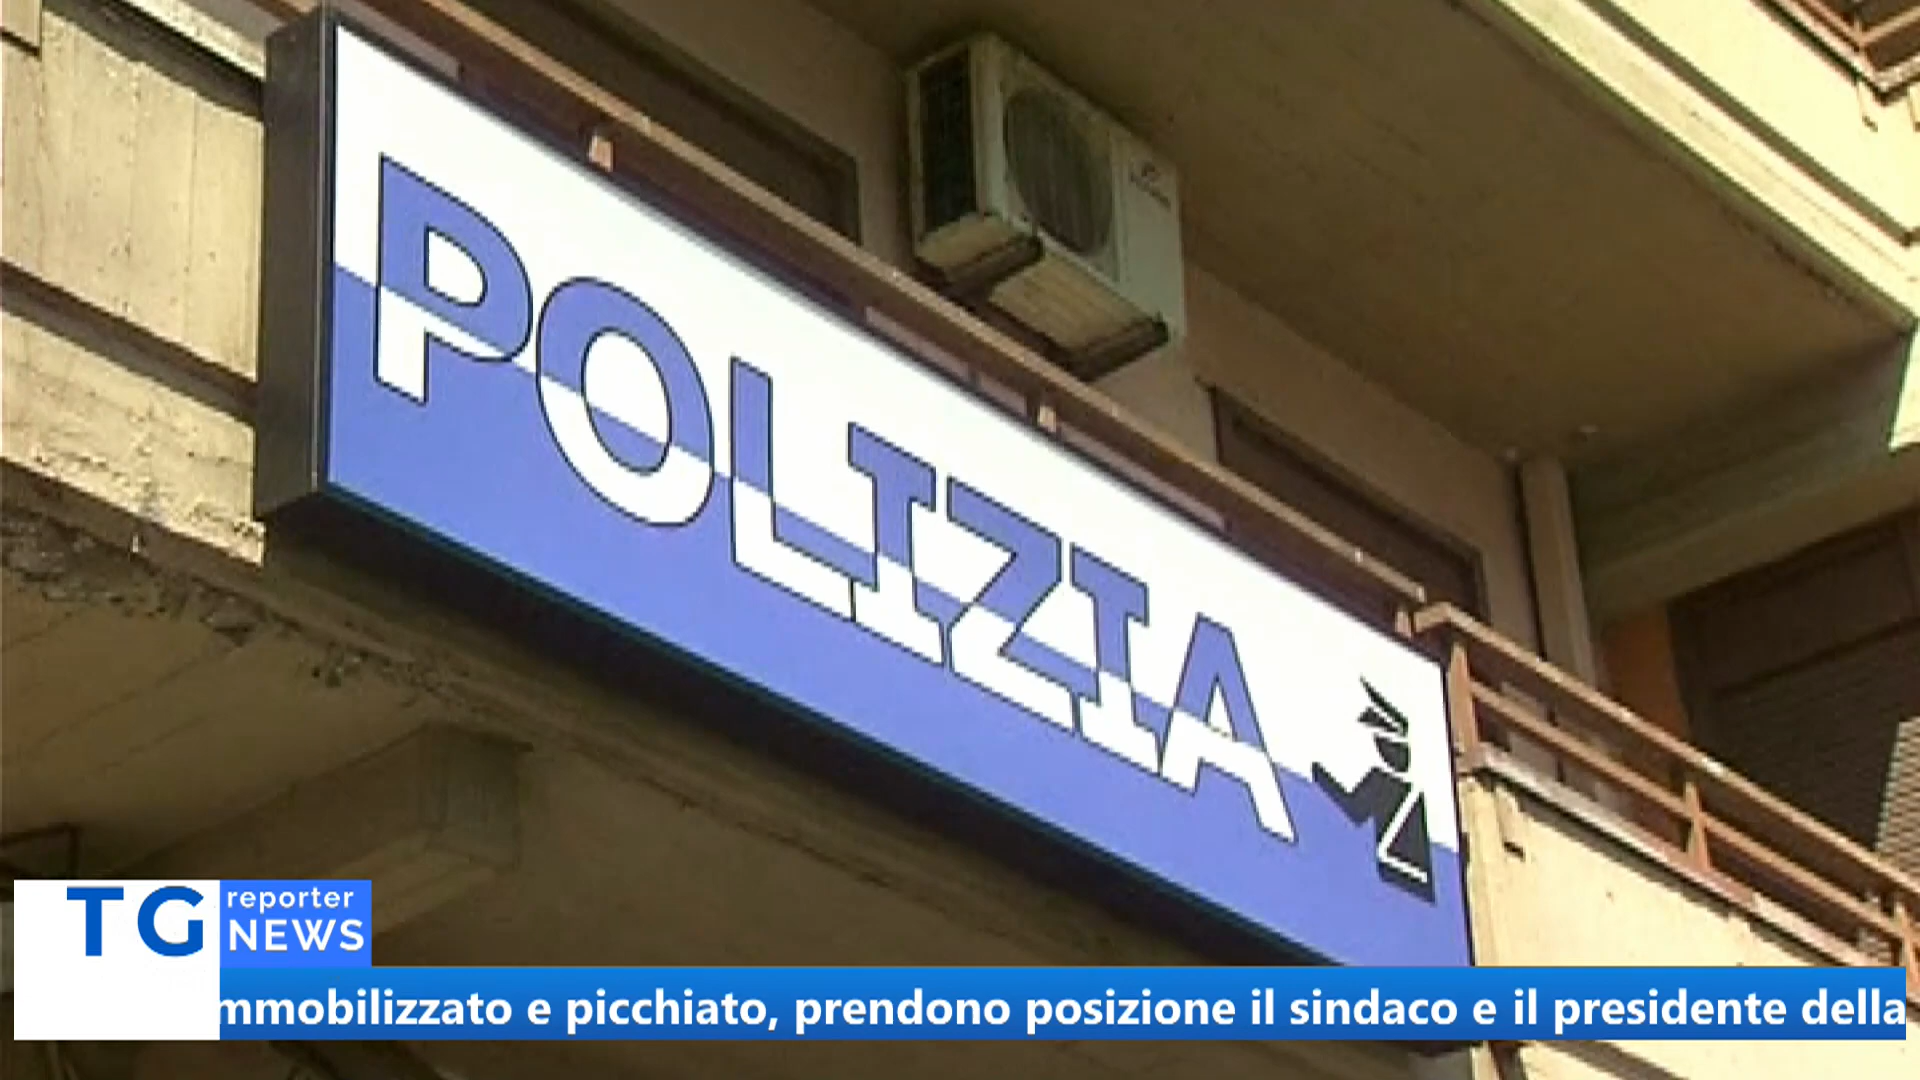 POLIZIA
TG reporter
NEWS
mmobilizzato e picchiato, prendono posizione il sindaco e il presidente della